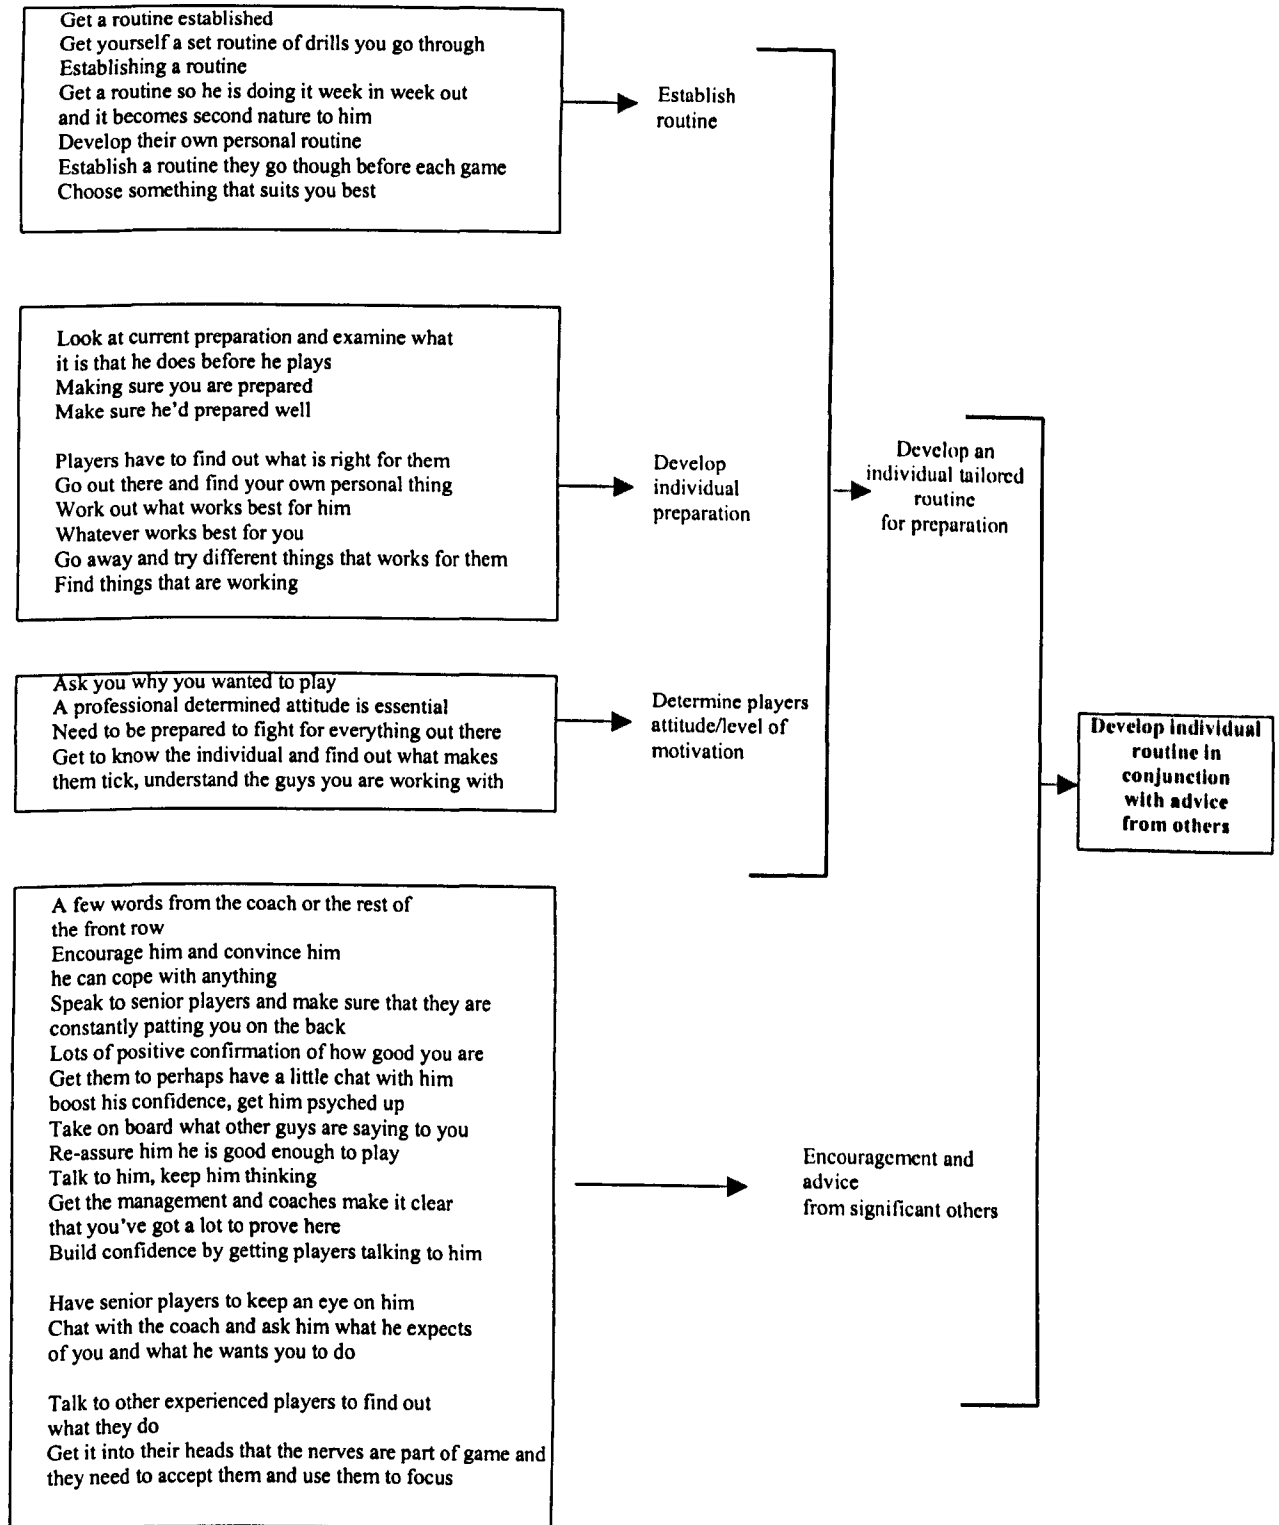 Get a routine established
Get yourself a set routine of drills you go through
Establishing a routine
Get a routine so he is doing it week in week out
and it becomes second nature to him
Develop their own personal routine
Establish a routine they go though before each game
Choose something that suits you best
Establish
routine
Look at current preparation and examine what
it is that he does before he plays
Making sure you are prepared
Make sure he'd prepared well
Players have to find out what is right for them
Go out there and find your own personal thing
Work out what works best for him
Whatever works best for you
Go away and try different things that works for them
Find things that are working
Develop
individual
preparation
Develop an
individual tailored
routine
for preparation
Ask you why you wanted to play
A professional determined attitude is essential
Need to be prepared to fight for everything out there
Get to know the individual and find out what makes
them tick, understand the guys you are working with
Determine players
attitude/level of
motivation
Develop individual
routine in
conjunction
with advice
from others
A few words from the coach or the rest of
the front row
Encourage him and convince him
he can cope with anything
Speak to senior players and make sure that they are
constantly patting you on the back
Lots of positive confirmation of how good you are
Get them to perhaps have a little chat with him
boost his confidence, get him psyched up
Take on board what other guys are saying to you
Re-assure him he is good enough to play
Talk to him, keep him thinking
Get the management and coaches make it clear
that you've got a lot to prove here
Build confidence by getting players talking to him
Have senior players to keep an eye on him
Chat with the coach and ask him what he expects
of you and what he wants you to do
Talk to other experienced players to find out
what they do
Get it into their heads that the nerves are part of game and
they need to accept them and use them to focus
Encouragement and
advice
from significant others